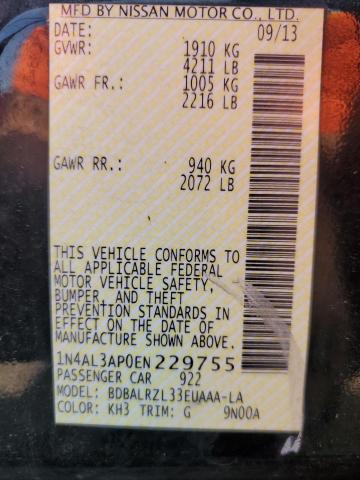 MFD BY NISSAN MOTOR CO., LTD.
DATE: 09/13
GVWR: 1910 KG
4211 LB
GAWR FR.: 1005 KG
2216 LB
GAWR RR.: 940 KG
2072 LB
THIS VEHICLE CONFORMS TO
ALL APPLICABLE FEDERAL
MOTOR VEHICLE SAFETY,
BUMPER, AND THEFT
PREVENTION STANDARDS IN
EFFECT ON THE DATE OF
MANUFACTURE SHOWN ABOVE.
1N4AL3AP0EN229755
PASSENGER CAR 922
MODEL: BDBALRZL33EUAAA-LA
COLOR: KH3 TRIM: G 9N00A